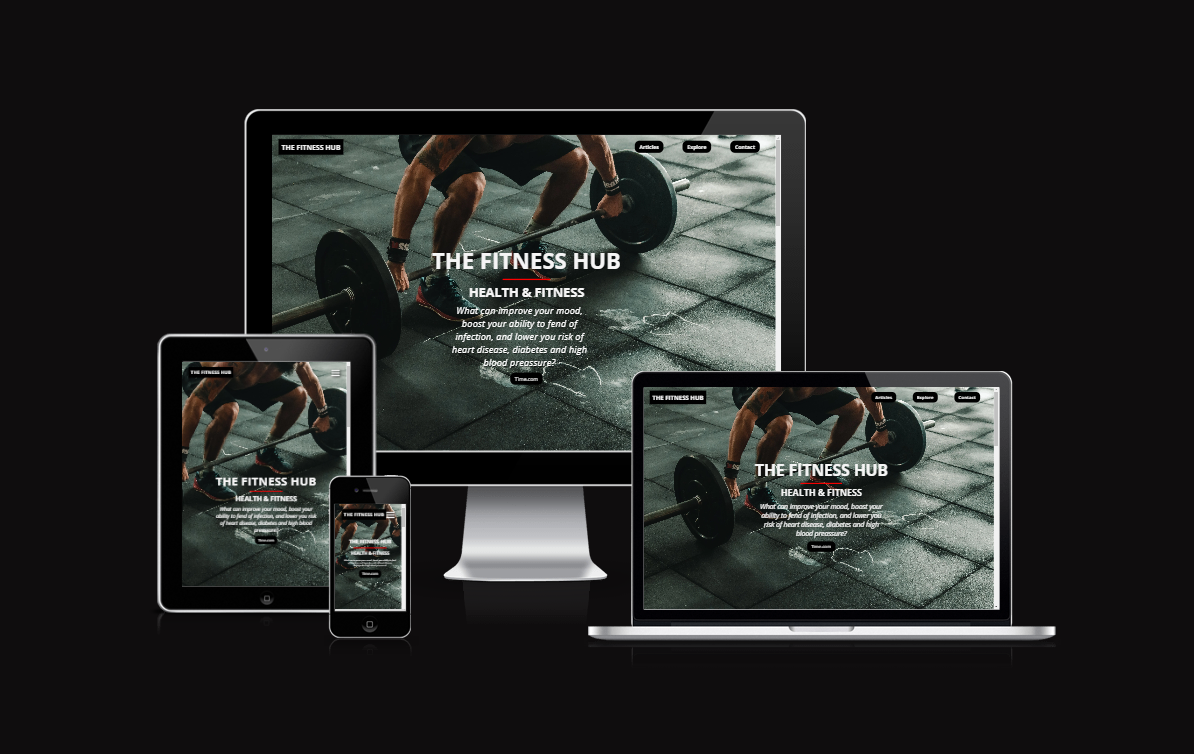 THE FITNESS HUB
Articles
Explore
Contact
THE FITNESS HUB
HEALTH & FITNESS
What can improve your mood,
boost your ability to fend of
infection, and lower you risk of
heart disease, diabetes and high
blood preassure?
Time.com
THE FITNESS HUB
THE FITNESS HUB
HEALTH & FITNESS
What can improve your mood, boost your
ability to fend of infection, and lower you risk
of heart disease, diabetes and high blood
preassure?
Time.com
THE FITNESS HUB
THE FITNESS HUB
HEALTH & FITNESS
Time.com
THE FITNESS HUB
Articles
Explore
Contact
THE FITNESS HUB
HEALTH & FITNESS
What can improve your mood, boost your
ability to fend of infection, and lower you
risk of heart disease, diabetes and high
blood preassure?
Time.com